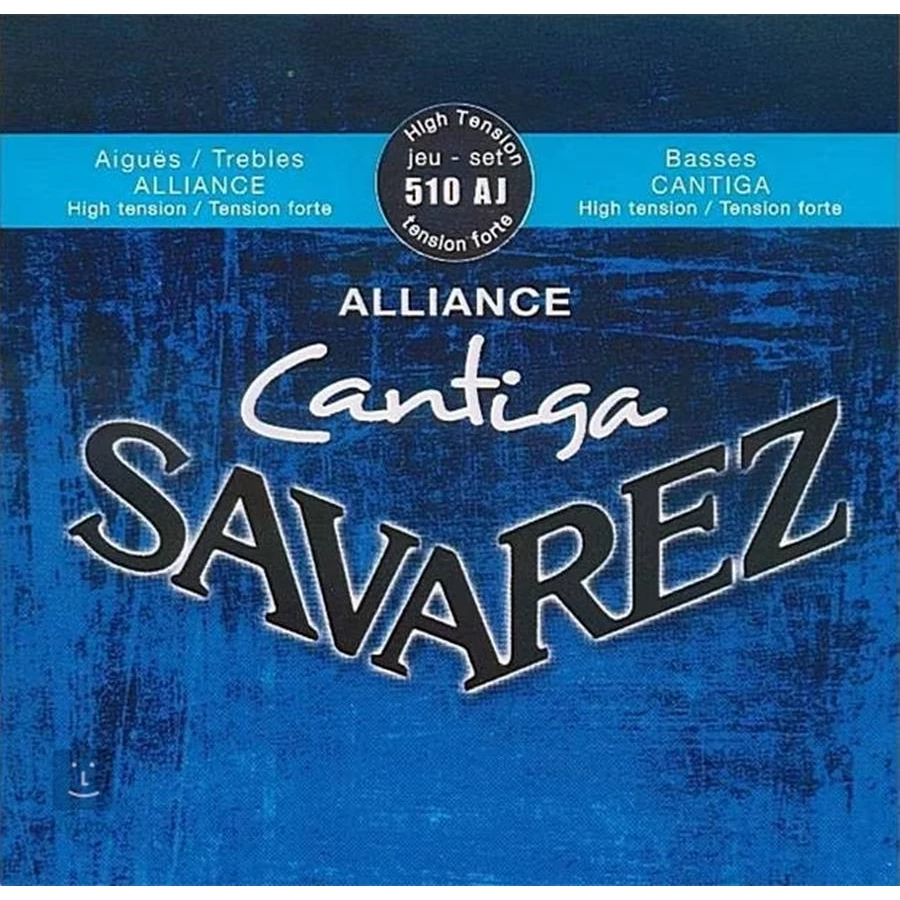 High Tension
jeu - set
510 AJ
tension forte
Aiguës / Trebles
ALLIANCE
High tension / Tension forte
Basses
CANTIGA
High tension / Tension forte
ALLIANCE
Cantiga
SAVAREZ
L